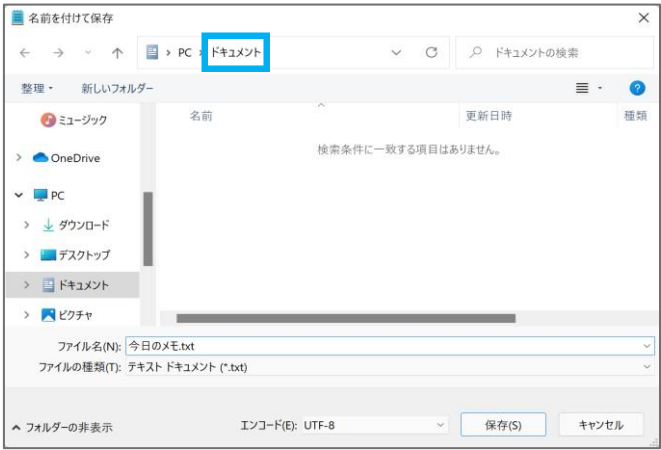 名前を付けて保存
PC > ドキュメント
ドキュメントの検索
整理
新しいフォルダー
名前
更新日時
種類
検索条件に一致する項目はありません。
ミュージック
OneDrive
PC
ダウンロード
デスクトップ
ドキュメント
ピクチャ
ファイル名(N): 今日のメモ.txt
ファイルの種類(T): テキスト ドキュメント (*.txt)
フォルダーの非表示
エンコード(E): UTF-8
保存(S)
キャンセル